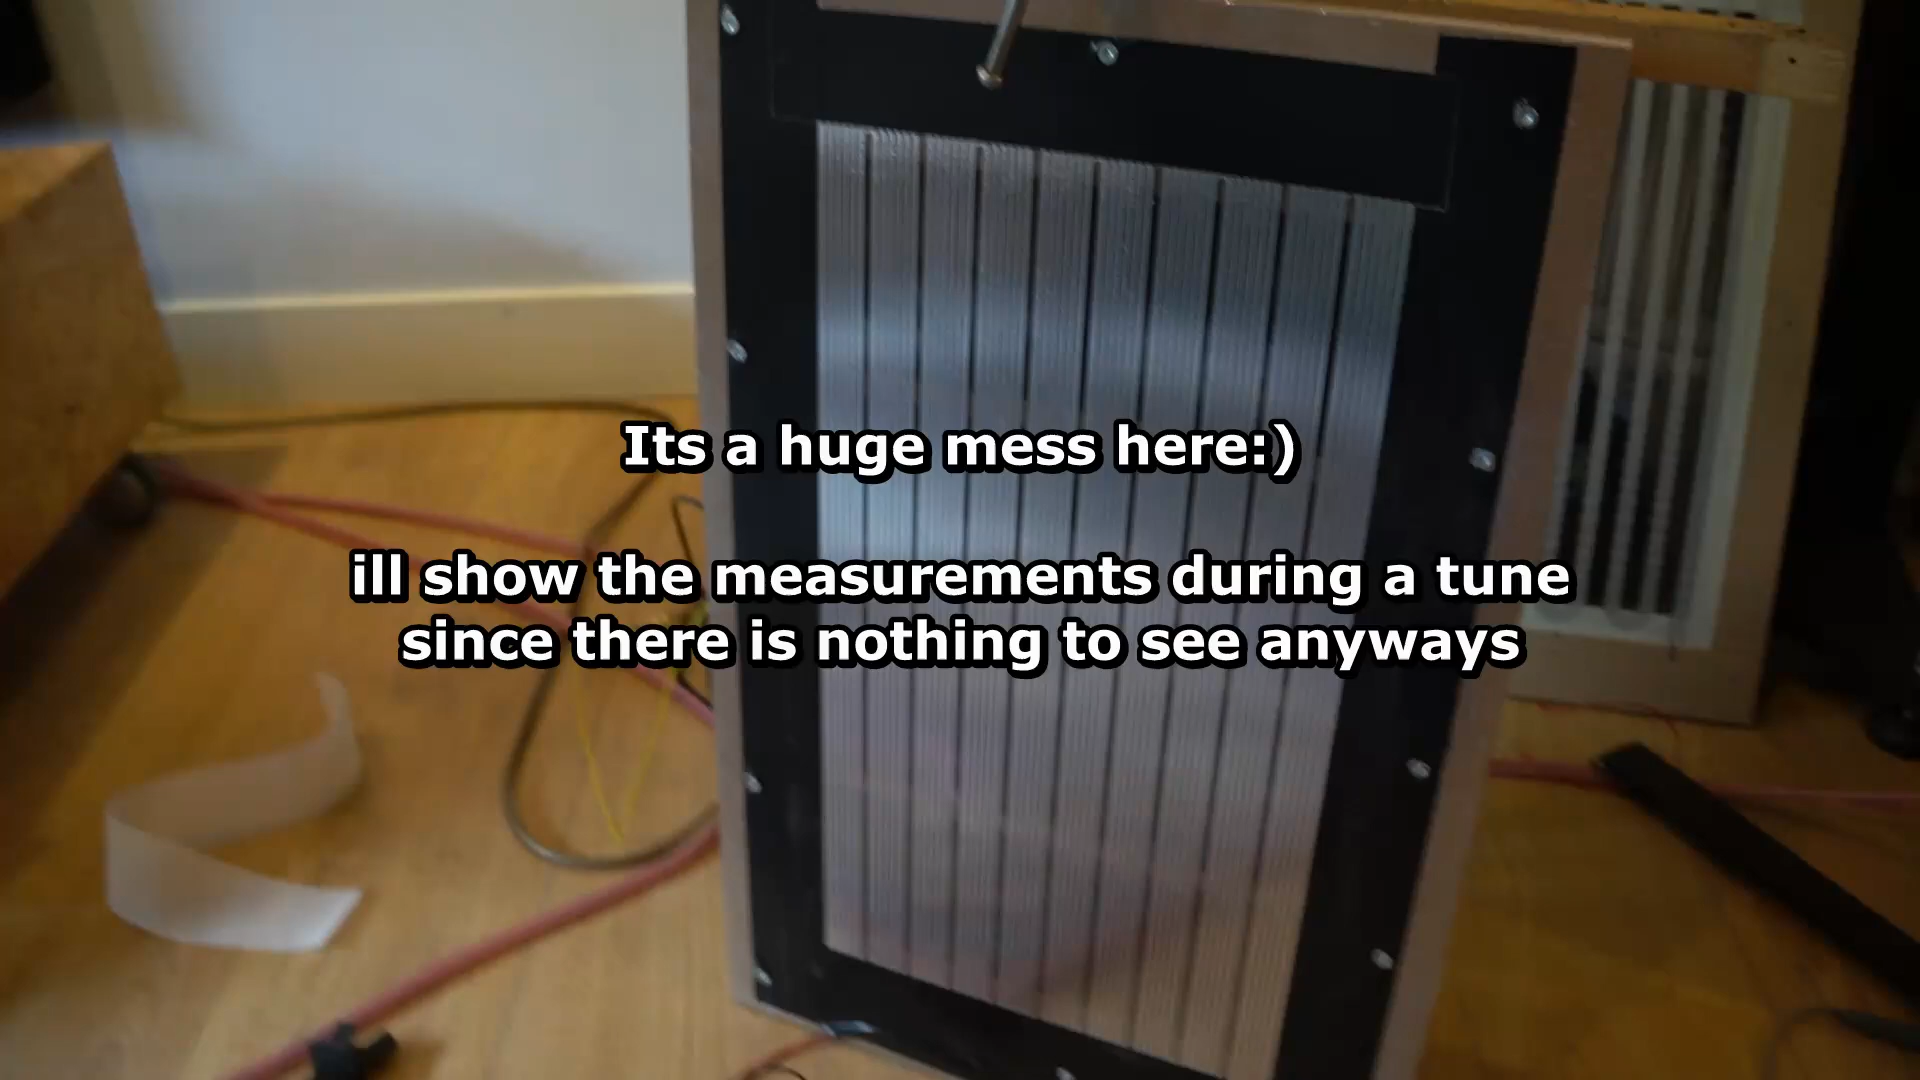 Its a huge mess here:)
ill show the measurements during a tune
since there is nothing to see anyways